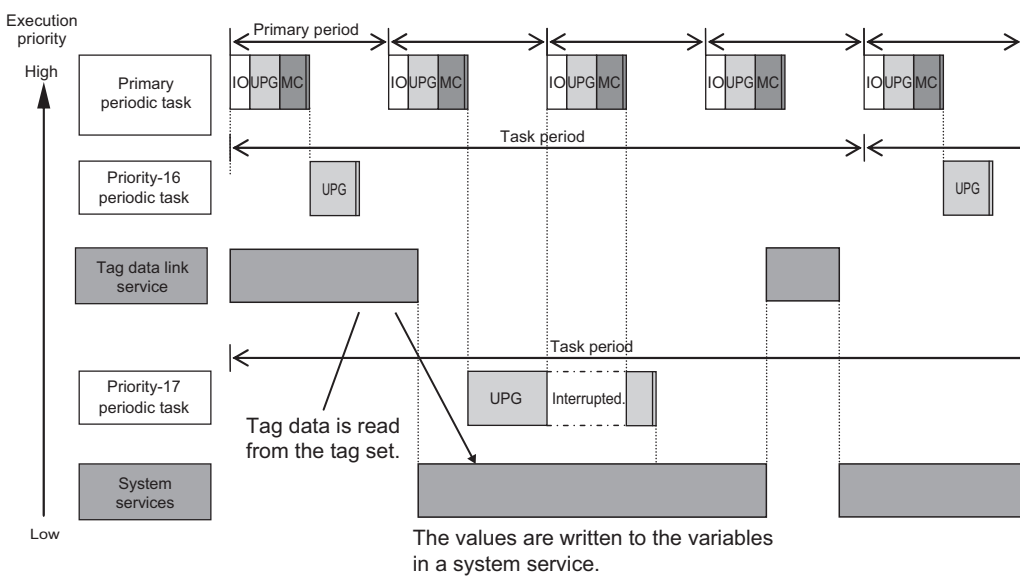 Execution
priority
High
Primary period
Primary
periodic task
IO UPG MC
IO UPG MC
IO UPG MC
IO UPG MC
IO UPG MC
Task period
Priority-16
periodic task
UPG
UPG
Tag data link
service
Task period
Priority-17
periodic task
UPG
Interrupted.
Tag data is read
from the tag set.
System
services
Low
The values are written to the variables
in a system service.